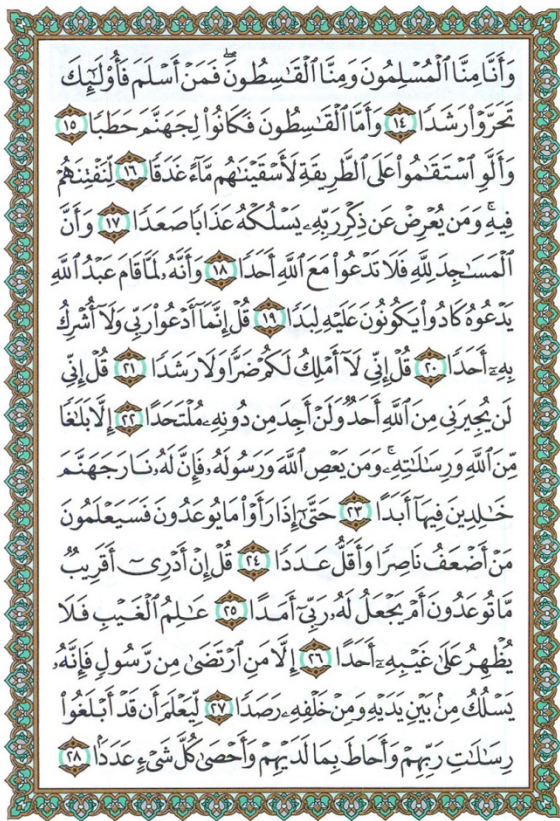 وَأَنَّا مِنَّا ٱلْمُسْلِمُونَ وَمِنَّا ٱلْقَـٰسِطُونَ ۖ فَمَنْ أَسْلَمَ فَأُو۟لَـٰٓئِكَ
تَحَرَّوْا۟ رَشَدًا ١٤ وَأَمَّا ٱلْقَـٰسِطُونَ فَكَانُوا۟ لِجَهَنَّمَ حَطَبًا ١٥
وَأَلَّوِ ٱسْتَقَـٰمُوا۟ عَلَى ٱلطَّرِيقَةِ لَأَسْقَيْنَـٰهُم مَّآءً غَدَقًا ١٦ لِّنَفْتِنَهُمْ
فِيهِ ۚ وَمَن يُعْرِضْ عَن ذِكْرِ رَبِّهِۦ يَسْلُكْهُ عَذَابًا صَعَدًا ١٧ وَأَنَّ
ٱلْمَسَـٰجِدَ لِلَّهِ فَلَا تَدْعُوا۟ مَعَ ٱللَّهِ أَحَدًا ١٨ وَأَنَّهُۥ لَمَّا قَامَ عَبْدُ ٱللَّهِ
يَدْعُوهُ كَادُوا۟ يَكُونُونَ عَلَيْهِ لِبَدًا ١٩ قُلْ إِنَّمَآ أَدْعُوا۟ رَبِّى وَلَآ أُشْرِكُ
بِهِۦٓ أَحَدًا ٢٠ قُلْ إِنِّى لَآ أَمْلِكُ لَكُمْ ضَرًّا وَلَا رَشَدًا ٢١ قُلْ إِنِّى
لَن يُجِيرَنِى مِنَ ٱللَّهِ أَحَدٌ وَلَنْ أَجِدَ مِن دُونِهِۦ مُلْتَحَدًا ٢٢ إِلَّا بَلَـٰغًا
مِّنَ ٱللَّهِ وَرِسَـٰلَـٰتِهِۦ ۚ وَمَن يَعْصِ ٱللَّهَ وَرَسُولَهُۥ فَإِنَّ لَهُۥ نَارَ جَهَنَّمَ
خَـٰلِدِينَ فِيهَآ أَبَدًا ٢٣ حَتَّىٰٓ إِذَا رَأَوْا۟ مَا يُوعَدُونَ فَسَيَعْلَمُونَ
مَنْ أَضْعَفُ نَاصِرًا وَأَقَلُّ عَدَدًا ٢٤ قُلْ إِنْ أَدْرِىٓ أَقَرِيبٌ
مَّا تُوعَدُونَ أَمْ يَجْعَلُ لَهُۥ رَبِّىٓ أَمَدًا ٢٥ عَـٰلِمُ ٱلْغَيْبِ فَلَا
يُظْهِرُ عَلَىٰ غَيْبِهِۦٓ أَحَدًا ٢٦ إِلَّا مَنِ ٱرْتَضَىٰ مِن رَّسُولٍ فَإِنَّهُۥ
يَسْلُكُ مِنۢ بَيْنِ يَدَيْهِ وَمِنْ خَلْفِهِۦ رَصَدًا ٢٧ لِّيَعْلَمَ أَن قَدْ أَبْلَغُوا۟
رِسَـٰلَـٰتِ رَبِّهِمْ وَأَحَاطَ بِمَا لَدَيْهِمْ وَأَحْصَىٰ كُلَّ شَىْءٍ عَدَدًۢا ٢٨